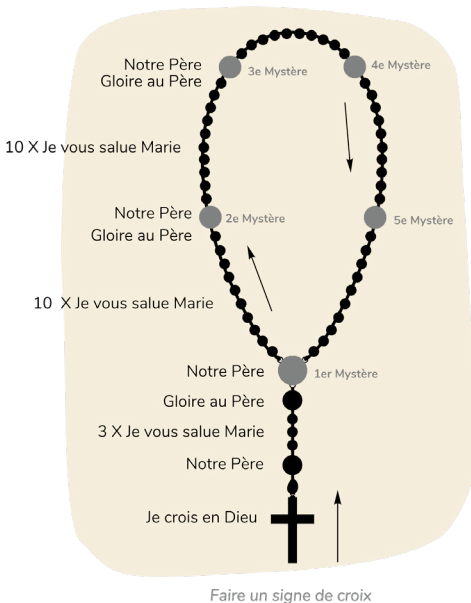 Notre Père
Gloire au Père
3e Mystère
4e Mystère
10 X Je vous salue Marie
Notre Père
Gloire au Père
2e Mystère
5e Mystère
10 X Je vous salue Marie
Notre Père
1er Mystère
Gloire au Père
3 X Je vous salue Marie
Notre Père
Je crois en Dieu
Faire un signe de croix